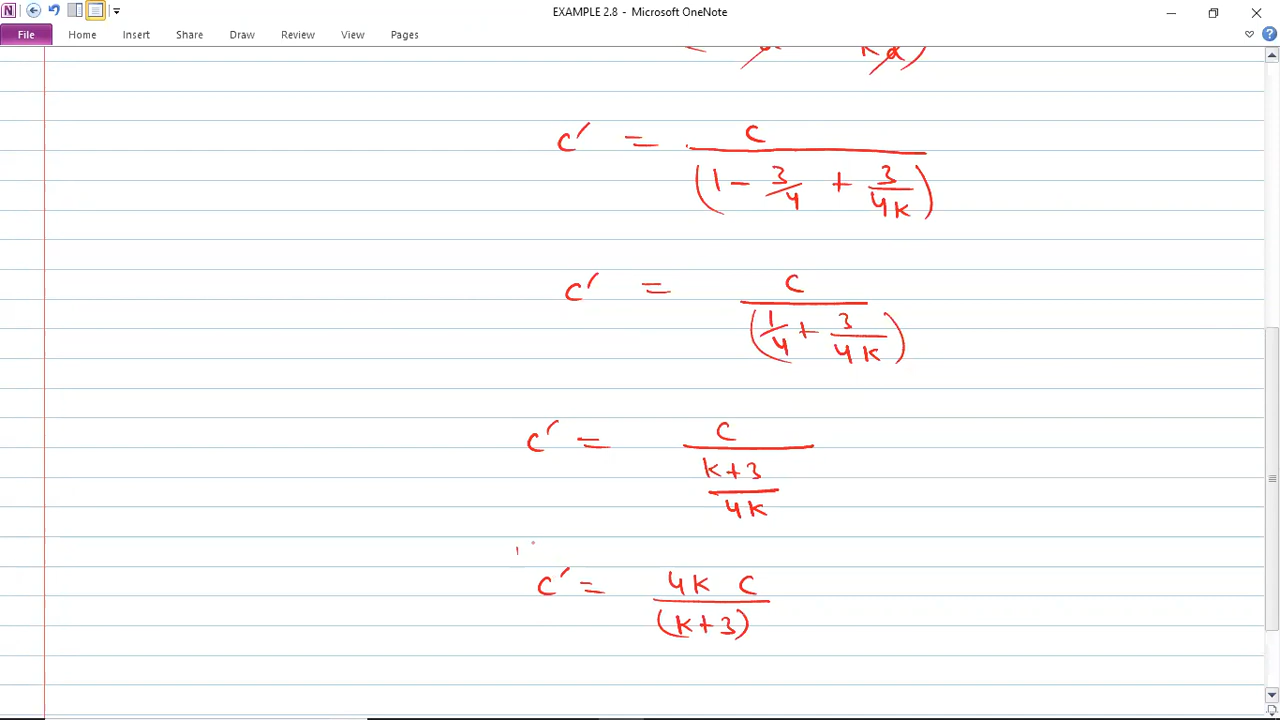 EXAMPLE 2.8 - Microsoft OneNote
File Home Insert Share Draw Review View Pages
c′ = c / (1 − 3/4 + 3/4K)
c′ = c / (1/4 + 3/4K)
c′ = c / ((K+3)/4K)
c′ = 4K c / (K+3)